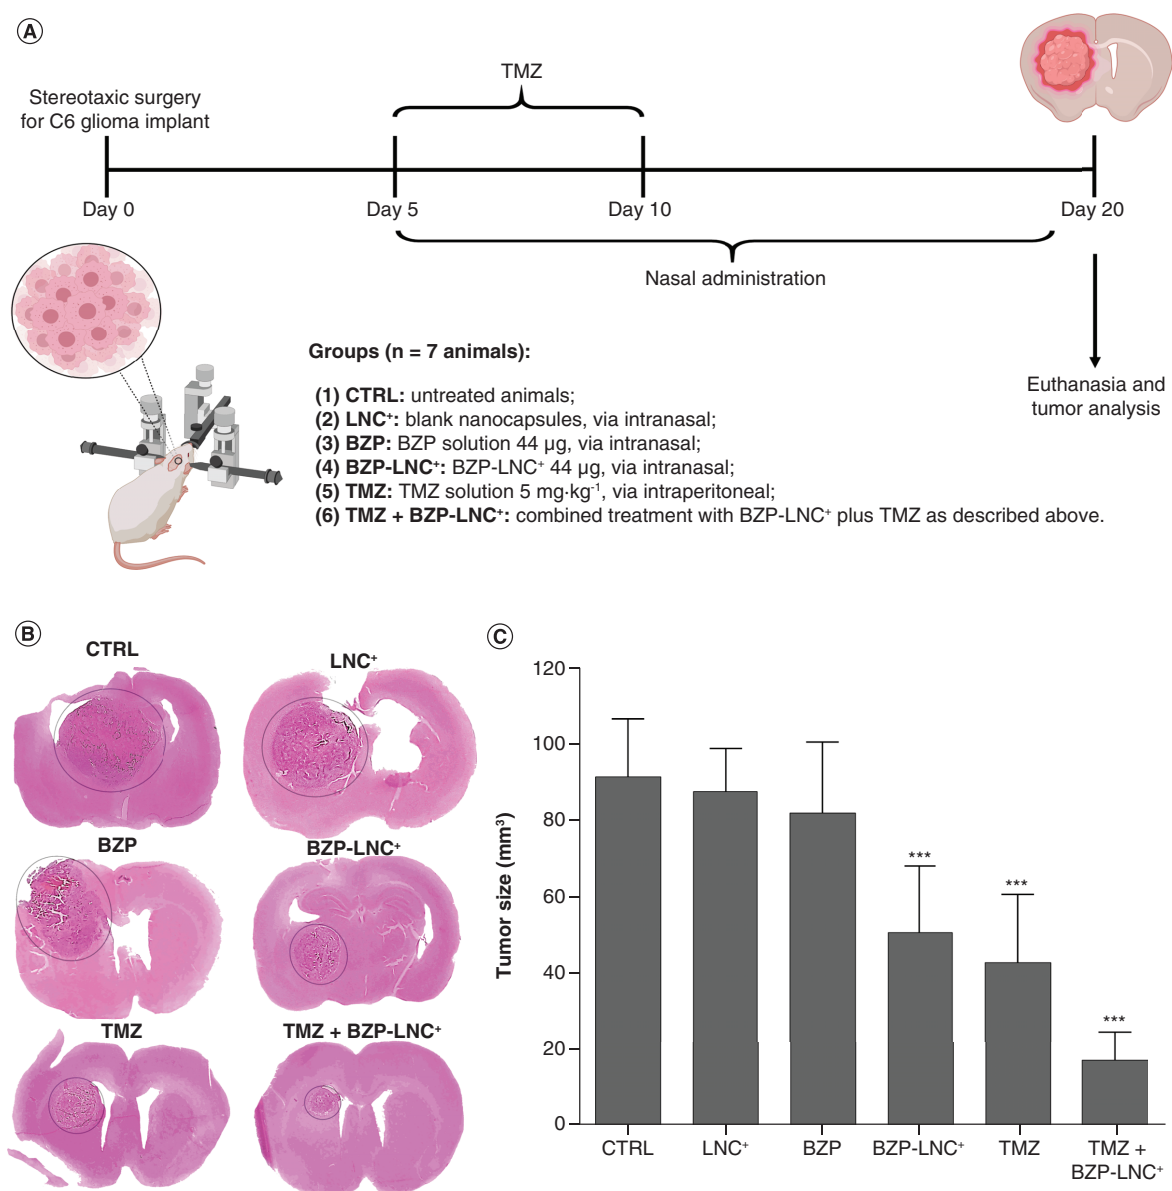 A
TMZ
Stereotaxic surgery
for C6 glioma implant
Day 0
Day 5
Day 10
Day 20
Nasal administration
Groups (n = 7 animals):
(1) CTRL: untreated animals;
(2) LNC⁺: blank nanocapsules, via intranasal;
(3) BZP: BZP solution 44 µg, via intranasal;
(4) BZP-LNC⁺: BZP-LNC⁺ 44 µg, via intranasal;
(5) TMZ: TMZ solution 5 mg·kg⁻¹, via intraperitoneal;
(6) TMZ + BZP-LNC⁺: combined treatment with BZP-LNC⁺ plus TMZ as described above.
Euthanasia and
tumor analysis
B
CTRL
LNC⁺
BZP
BZP-LNC⁺
TMZ
TMZ + BZP-LNC⁺
C
Tumor size (mm³)
120
100
80
60
40
20
0
***
***
***
CTRL
LNC⁺
BZP
BZP-LNC⁺
TMZ
TMZ +
BZP-LNC⁺